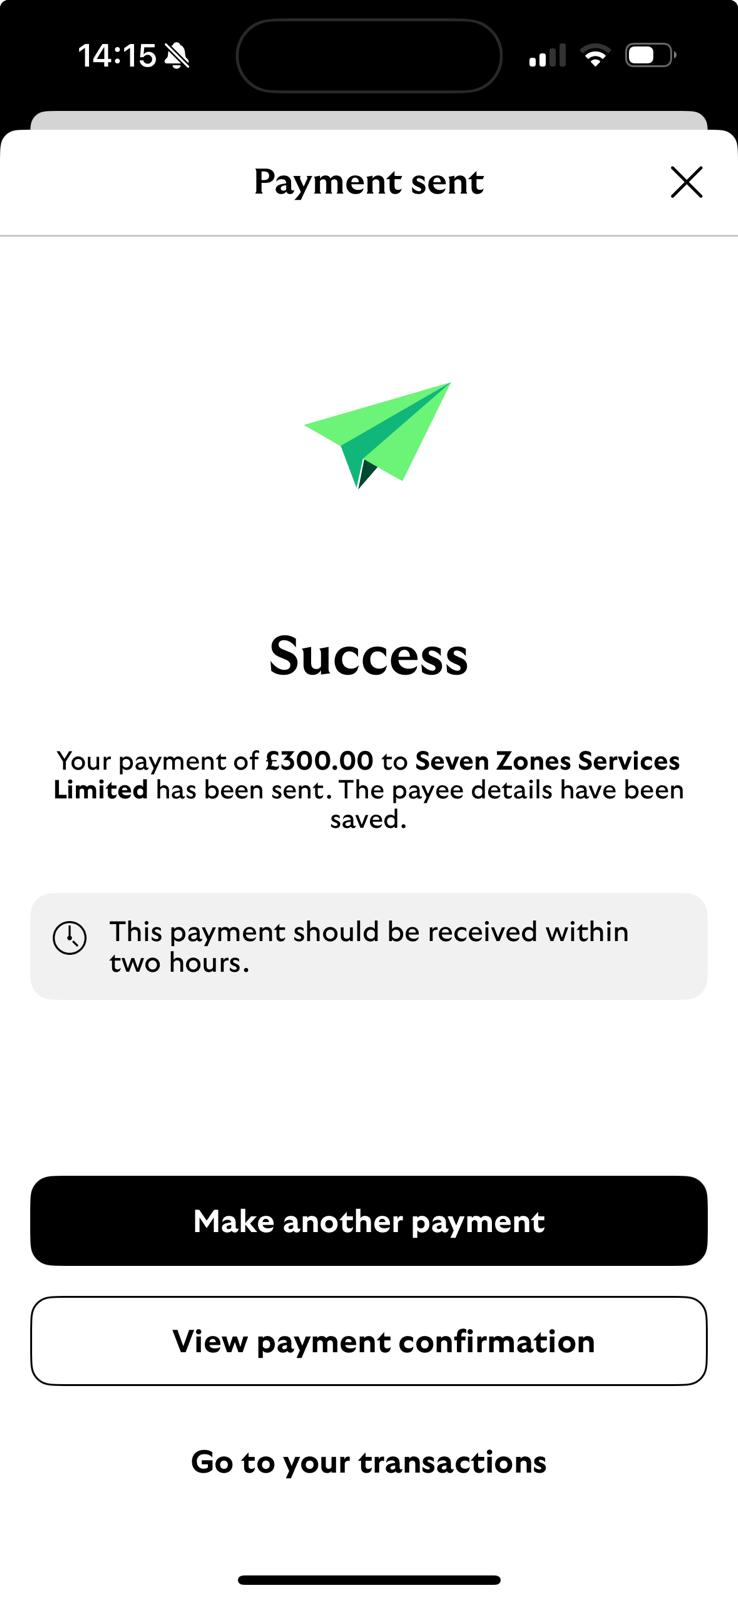 14:15
Payment sent
Success
Your payment of £300.00 to Seven Zones Services
Limited has been sent. The payee details have been
saved.
This payment should be received within
two hours.
Make another payment
View payment confirmation
Go to your transactions